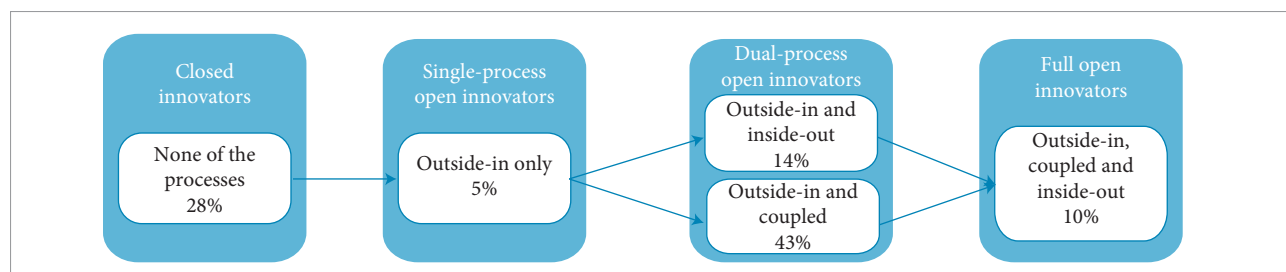 Closed
innovators
None of the
processes
28%
Single-process
open innovators
Outside-in only
5%
Dual-process
open innovators
Outside-in and
inside-out
14%
Outside-in and
coupled
43%
Full open
innovators
Outside-in,
coupled and
inside-out
10%